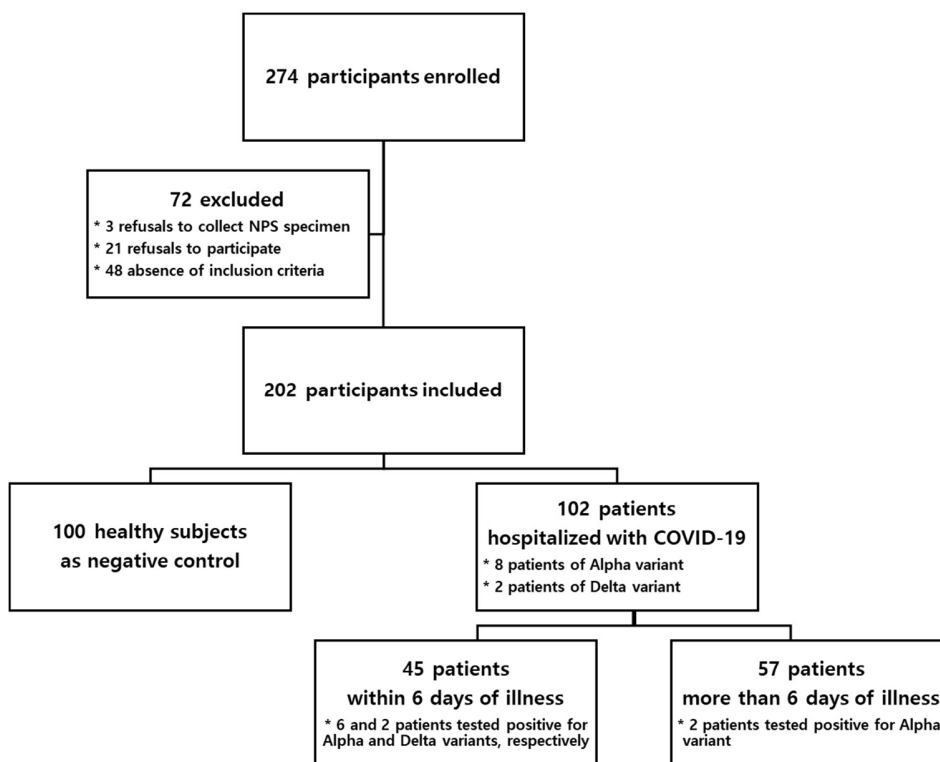 274 participants enrolled
72 excluded
* 3 refusals to collect NPS specimen
* 21 refusals to participate
* 48 absence of inclusion criteria
202 participants included
100 healthy subjects
as negative control
102 patients
hospitalized with COVID-19
* 8 patients of Alpha variant
* 2 patients of Delta variant
45 patients
within 6 days of illness
* 6 and 2 patients tested positive for
Alpha and Delta variants, respectively
57 patients
more than 6 days of illness
* 2 patients tested positive for Alpha
variant